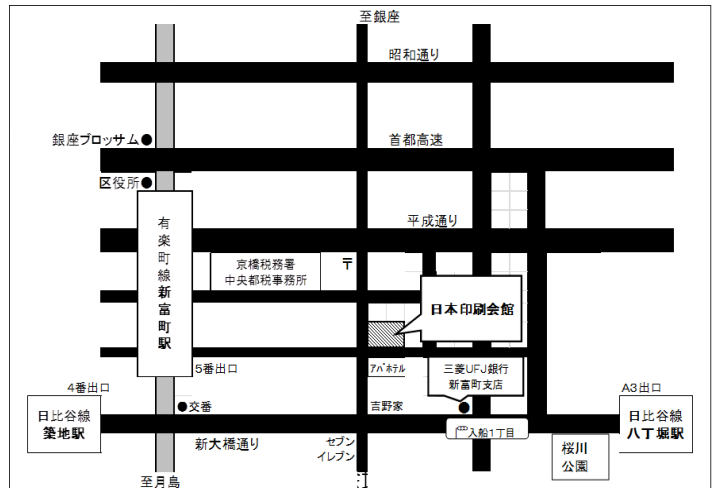 至銀座
昭和通り
銀座ブロッサム
首都高速
区役所
平成通り
有楽町線新富町駅
京橋税務署
中央都税事務所
〒
日本印刷会館
5番出口
アパホテル
三菱UFJ銀行
新富町支店
4番出口
交番
吉野家
A3出口
日比谷線
築地駅
新大橋通り
セブン
イレブン
入船1丁目
日比谷線
八丁堀駅
桜川
公園
至月島